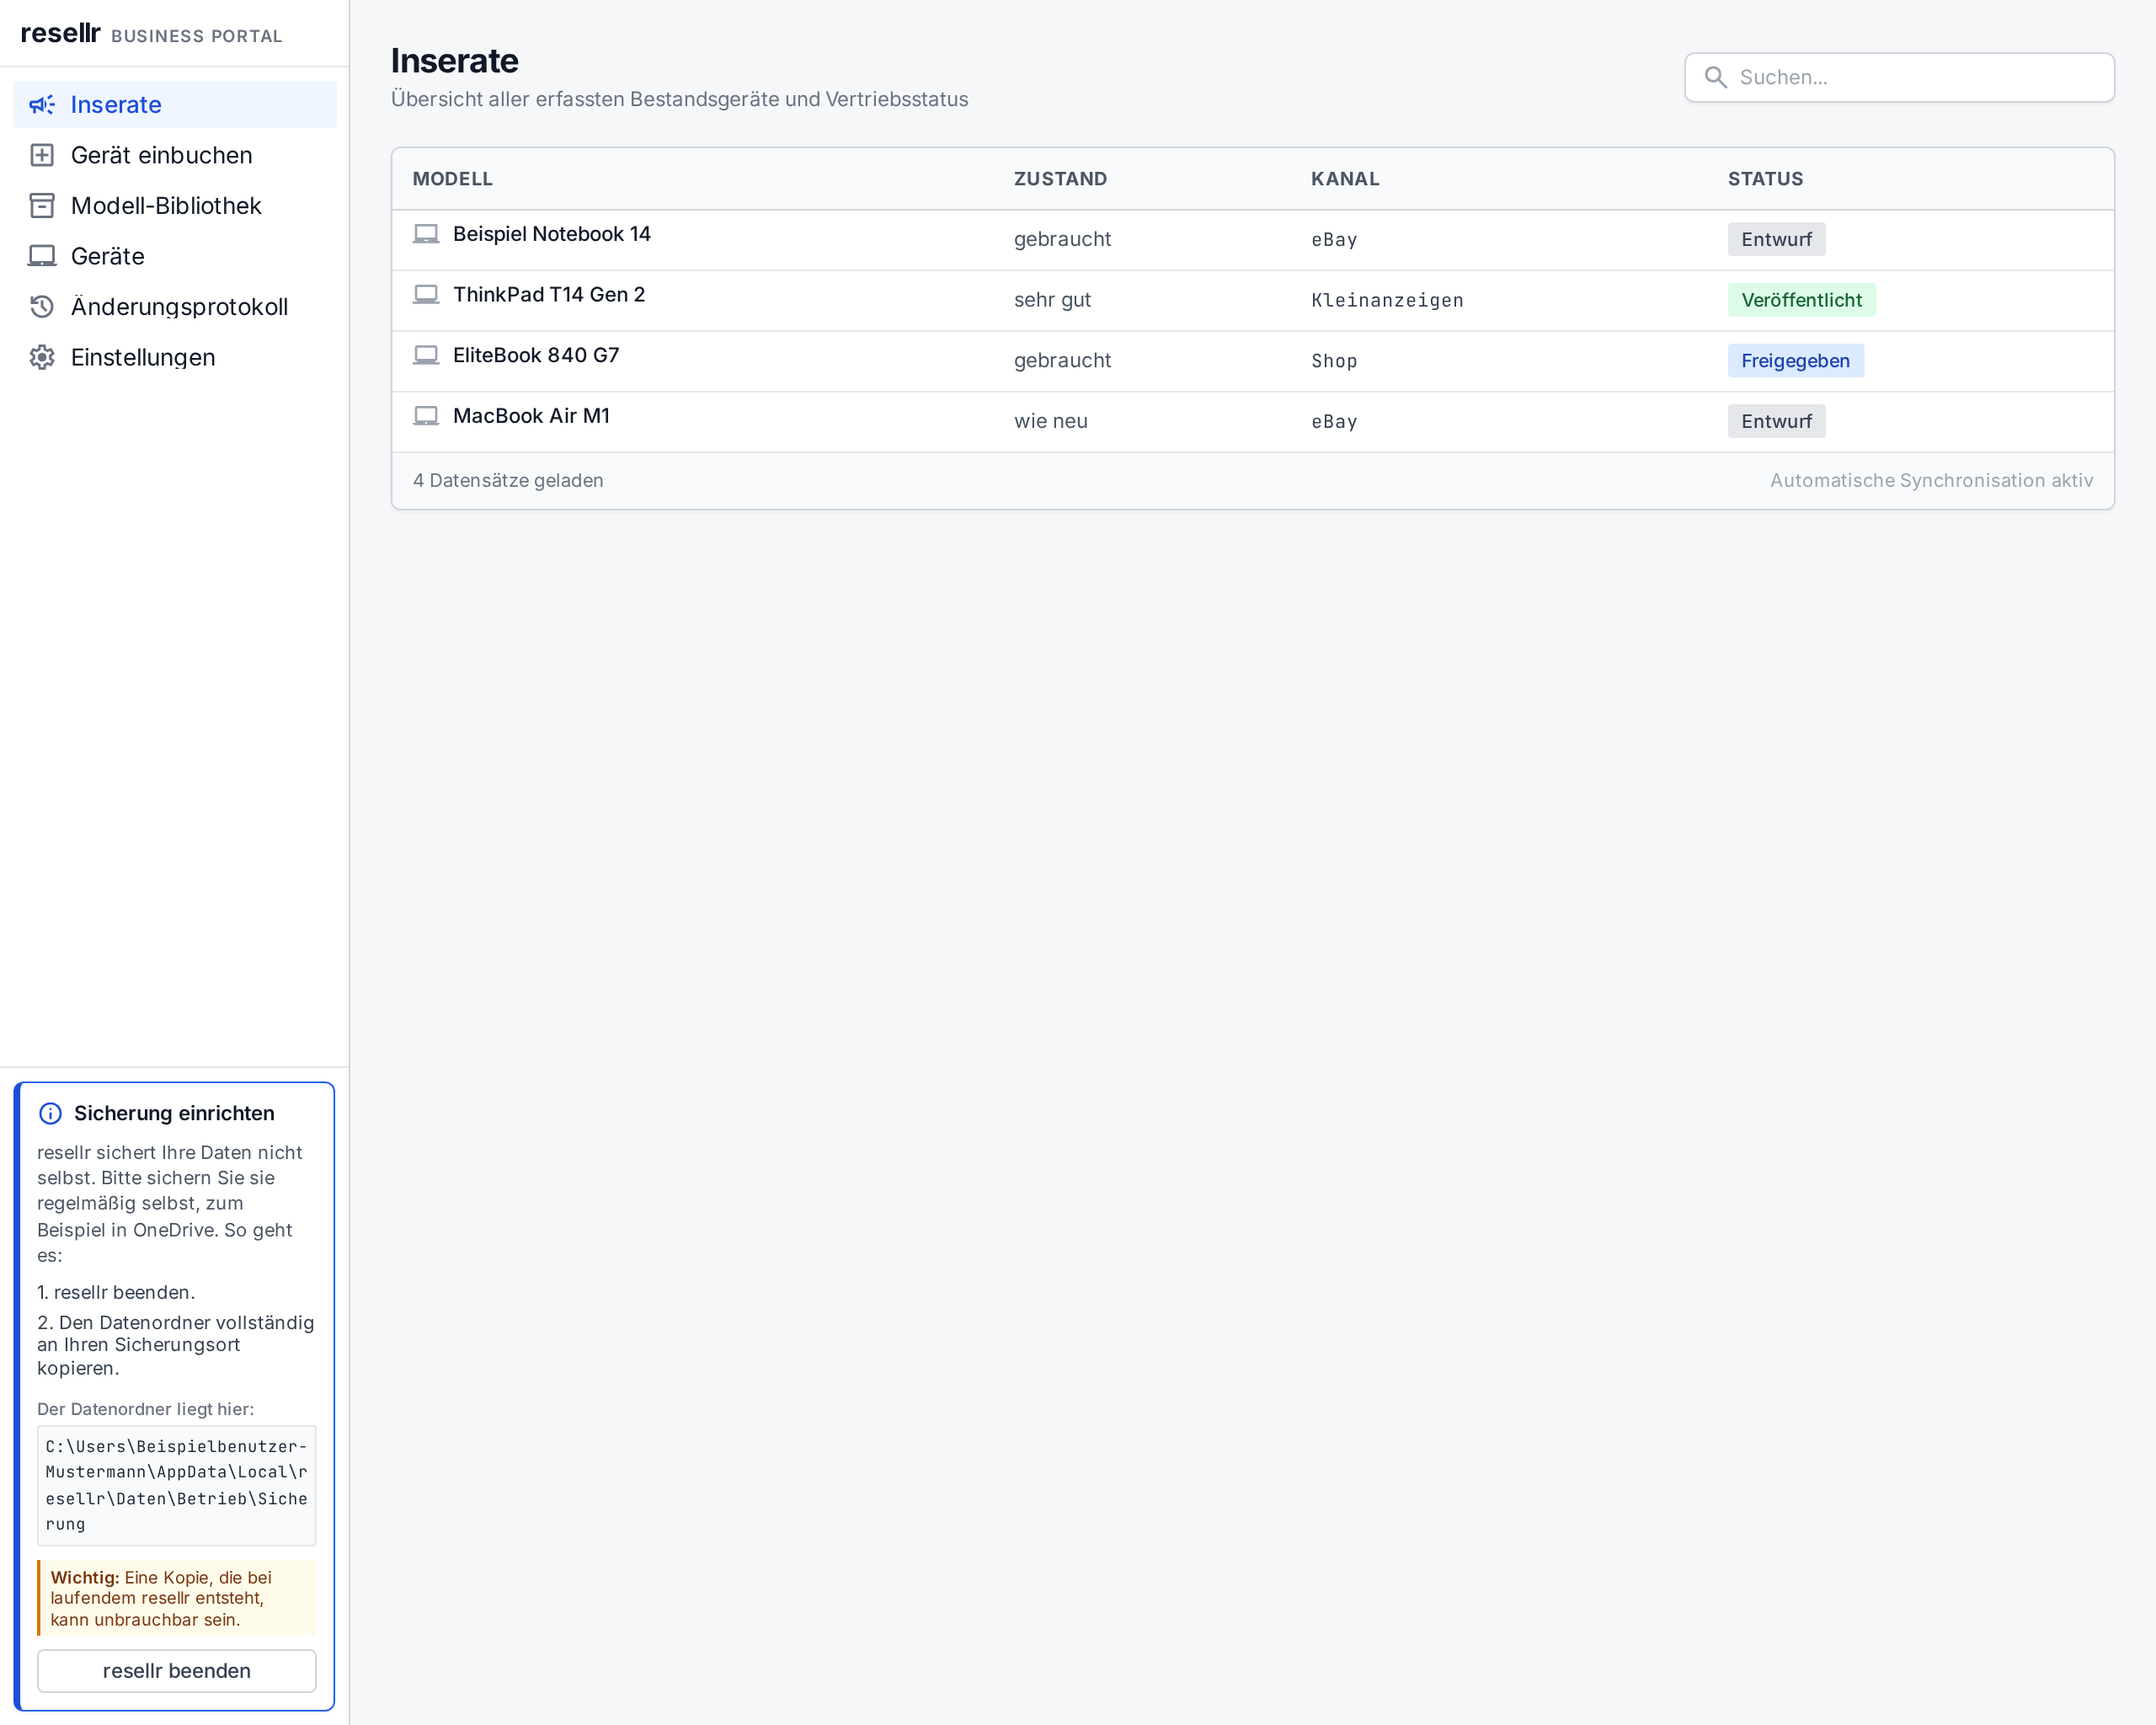 resellr BUSINESS PORTAL
Inserate
Gerät einbuchen
Modell-Bibliothek
Geräte
Änderungsprotokoll
Einstellungen
Sicherung einrichten
resellr sichert Ihre Daten nicht
selbst. Bitte sichern Sie sie
regelmäßig selbst, zum
Beispiel in OneDrive. So geht
es:
1. resellr beenden.
2. Den Datenordner vollständig
an Ihren Sicherungsort
kopieren.
Der Datenordner liegt hier:
C:\Users\Beispielbenutzer-
Mustermann\AppData\Local\r
esellr\Daten\Betrieb\Siche
rung
Wichtig: Eine Kopie, die bei
laufendem resellr entsteht,
kann unbrauchbar sein.
resellr beenden
Inserate
Übersicht aller erfassten Bestandsgeräte und Vertriebsstatus
Suchen...
MODELL ZUSTAND KANAL STATUS
Beispiel Notebook 14 gebraucht eBay Entwurf
ThinkPad T14 Gen 2 sehr gut Kleinanzeigen Veröffentlicht
EliteBook 840 G7 gebraucht Shop Freigegeben
MacBook Air M1 wie neu eBay Entwurf
4 Datensätze geladen Automatische Synchronisation aktiv